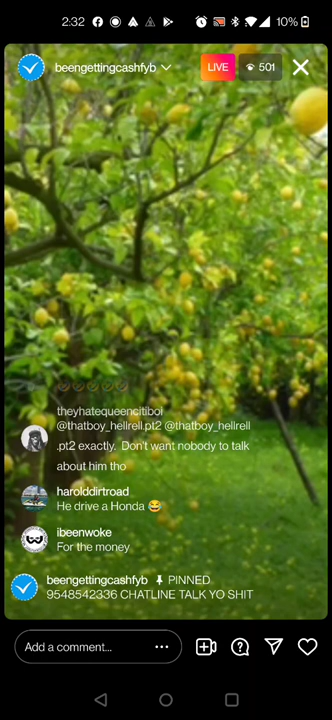 2:32
10%
beengettingcashfyb
LIVE
501
theyhatequeencitiboi
@thatboy_hellrell.pt2 @thatboy_hellrell
.pt2 exactly. Don't want nobody to talk
about him tho
harolddirtroad
He drive a Honda 😂
ibeenwoke
For the money
beengettingcashfyb PINNED
9548542336 CHATLINE TALK YO SHIT
Add a comment...